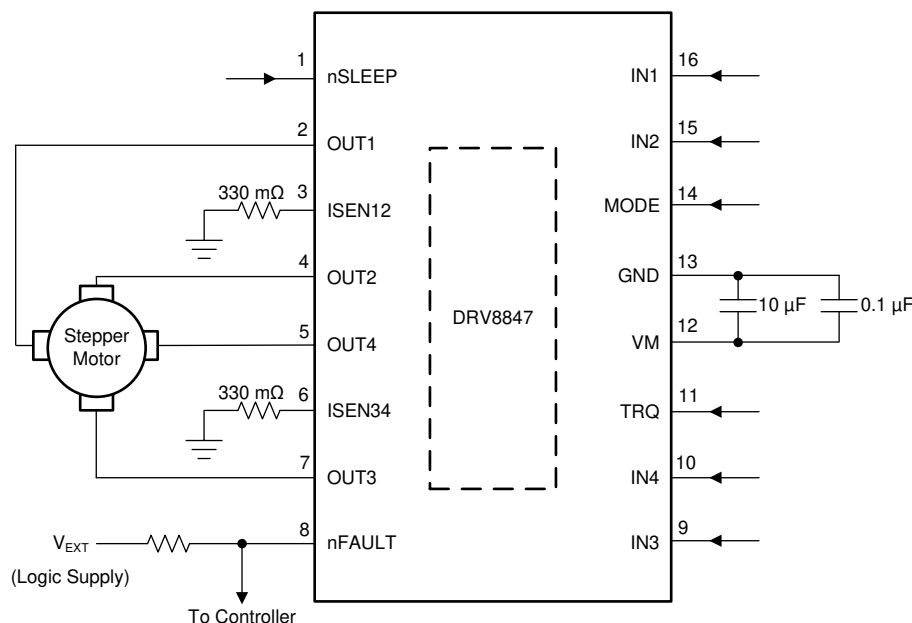 1
nSLEEP
2
OUT1
330 mΩ
3
ISEN12
4
OUT2
5
OUT4
330 mΩ
6
ISEN34
7
OUT3
8
nFAULT
Stepper
Motor
V_EXT
(Logic Supply)
To Controller
DRV8847
16
IN1
15
IN2
14
MODE
13
GND
10 µF
0.1 µF
12
VM
11
TRQ
10
IN4
9
IN3